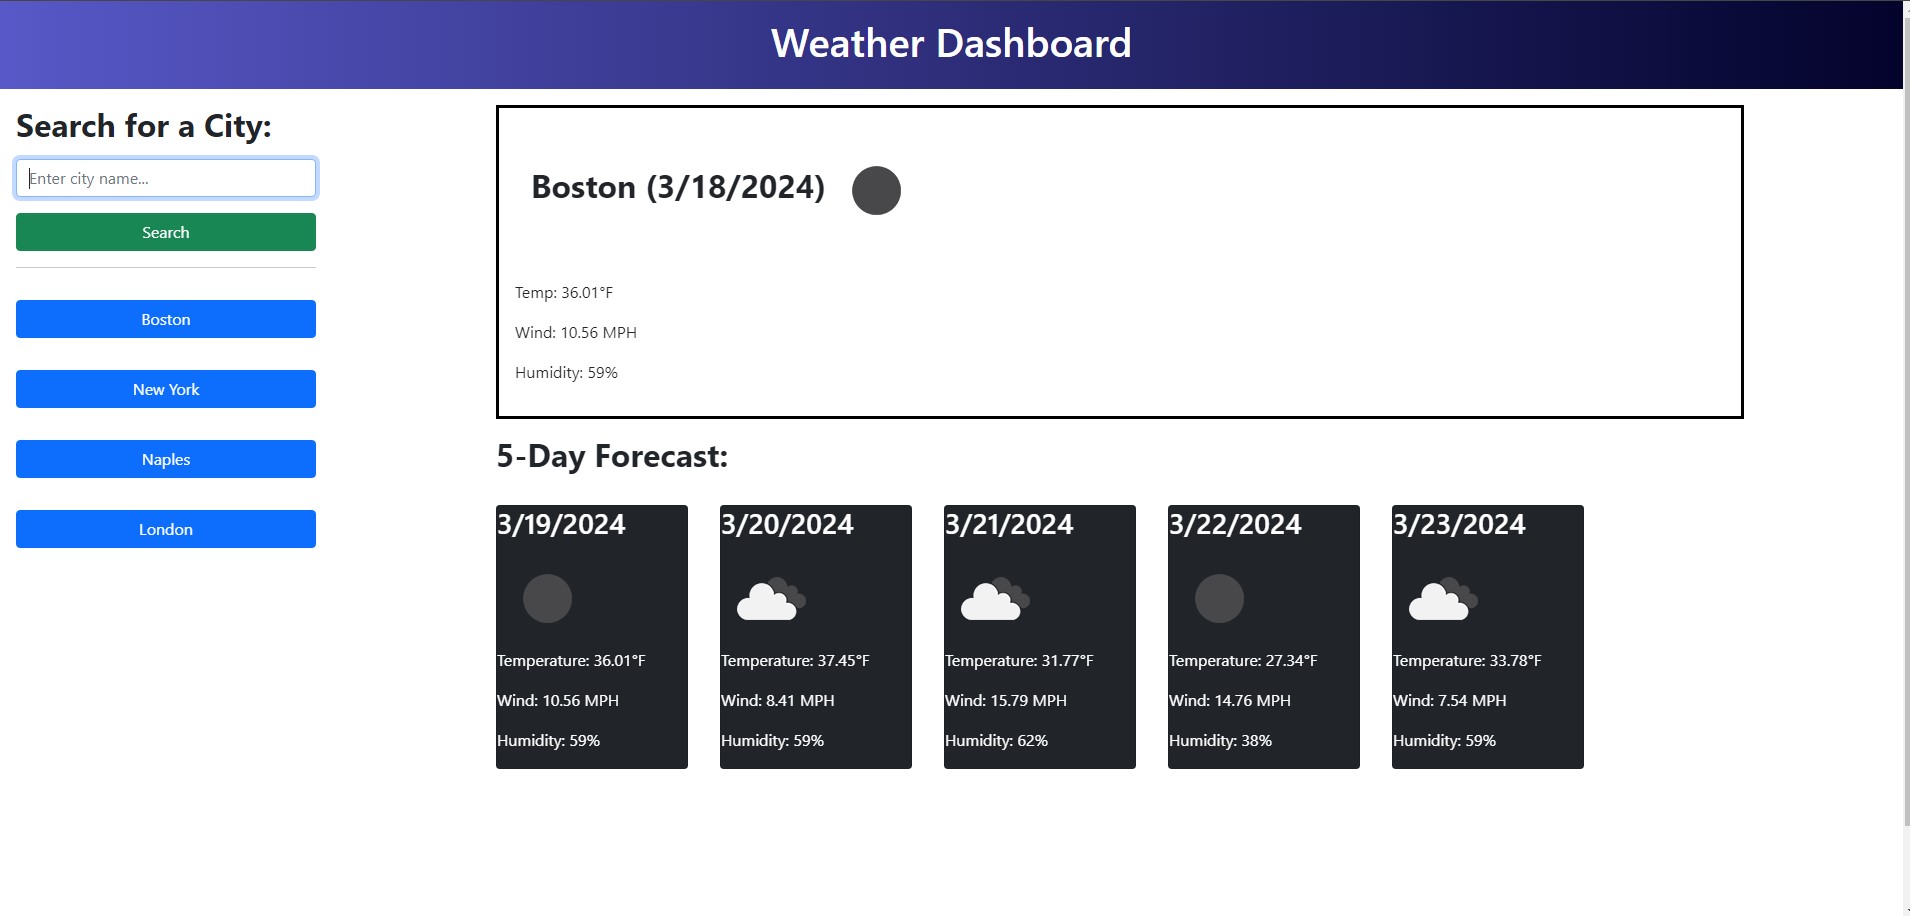 Weather Dashboard
Search for a City:
Enter city name...
Search
Boston
New York
Naples
London
Boston (3/18/2024)
Temp: 36.01°F
Wind: 10.56 MPH
Humidity: 59%
5-Day Forecast:
3/19/2024
Temperature: 36.01°F
Wind: 10.56 MPH
Humidity: 59%
3/20/2024
Temperature: 37.45°F
Wind: 8.41 MPH
Humidity: 59%
3/21/2024
Temperature: 31.77°F
Wind: 15.79 MPH
Humidity: 62%
3/22/2024
Temperature: 27.34°F
Wind: 14.76 MPH
Humidity: 38%
3/23/2024
Temperature: 33.78°F
Wind: 7.54 MPH
Humidity: 59%